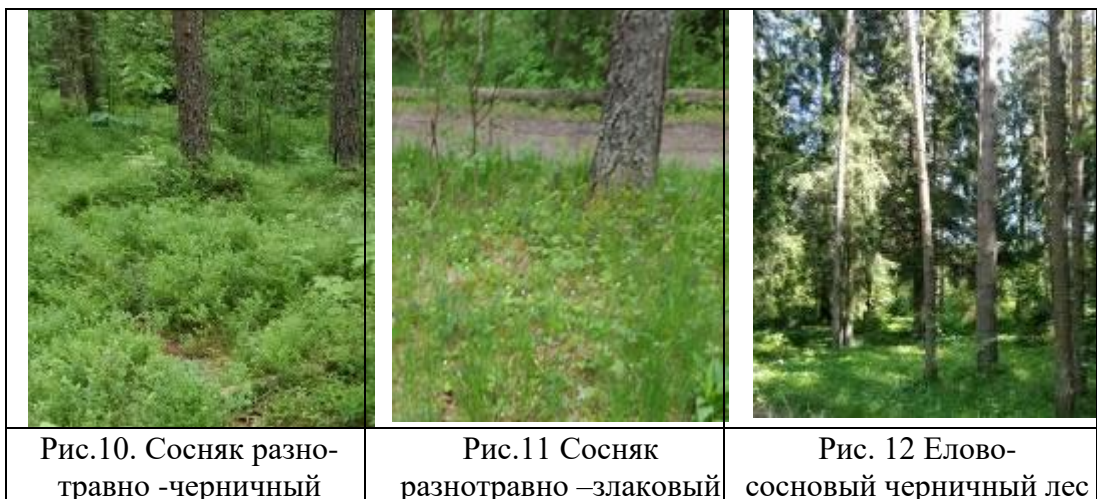 Рис.10. Сосняк разно-
травно -черничный
Рис.11 Сосняк
разнотравно –злаковый
Рис. 12 Елово-
сосновый черничный лес